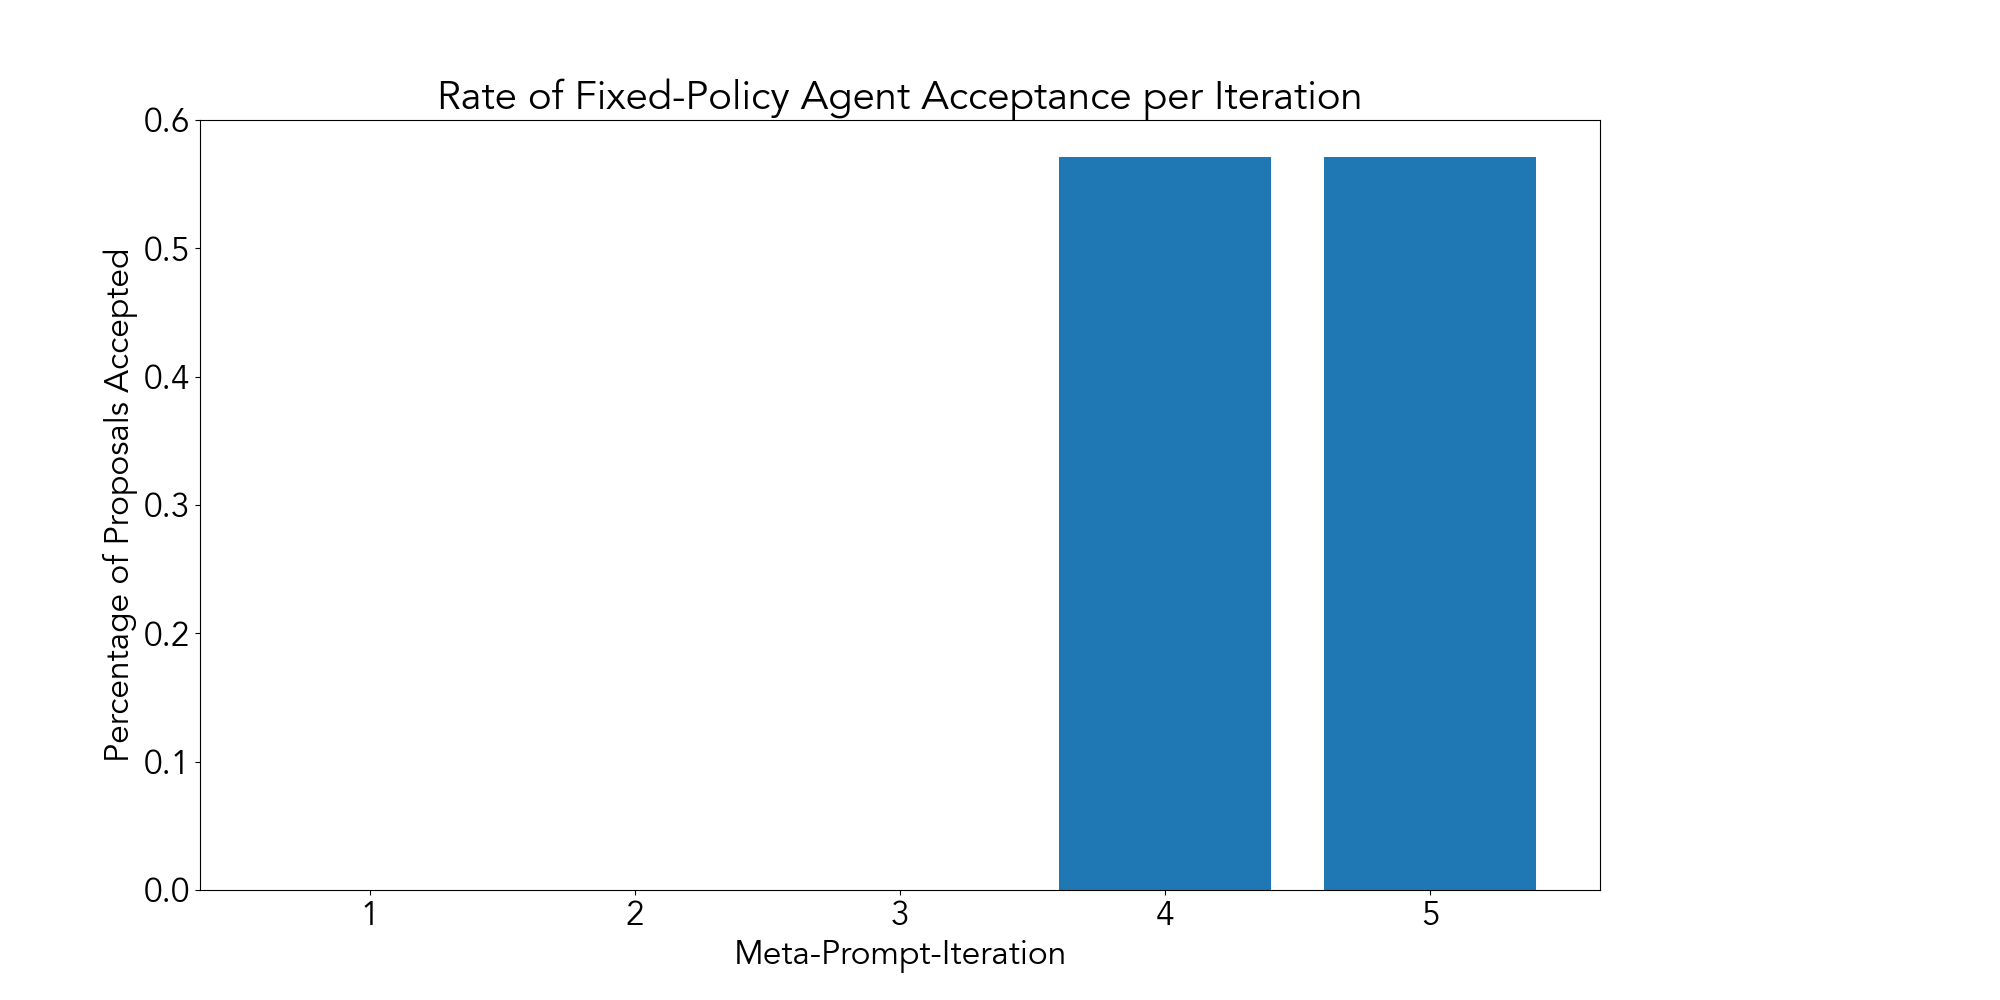 Rate of Fixed-Policy Agent Acceptance per Iteration
Percentage of Proposals Accepted
0.6
0.5
0.4
0.3
0.2
0.1
0.0
1 2 3 4 5
Meta-Prompt-Iteration